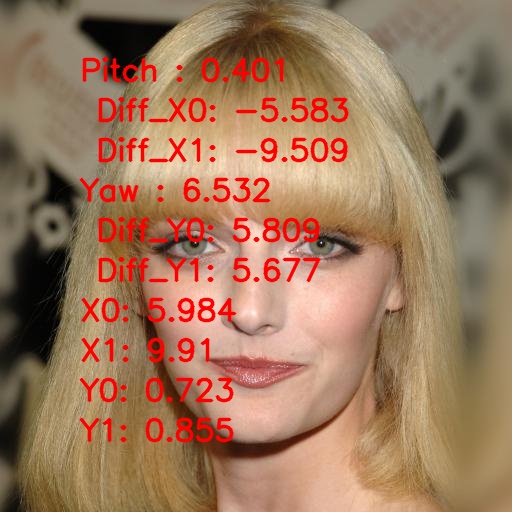 Pitch : 0.401
Diff_X0: -5.583
Diff_X1: -9.509
Yaw : 6.532
Diff_Y0: 5.809
Diff_Y1: 5.677
X0: 5.984
X1: 9.91
Y0: 0.723
Y1: 0.855